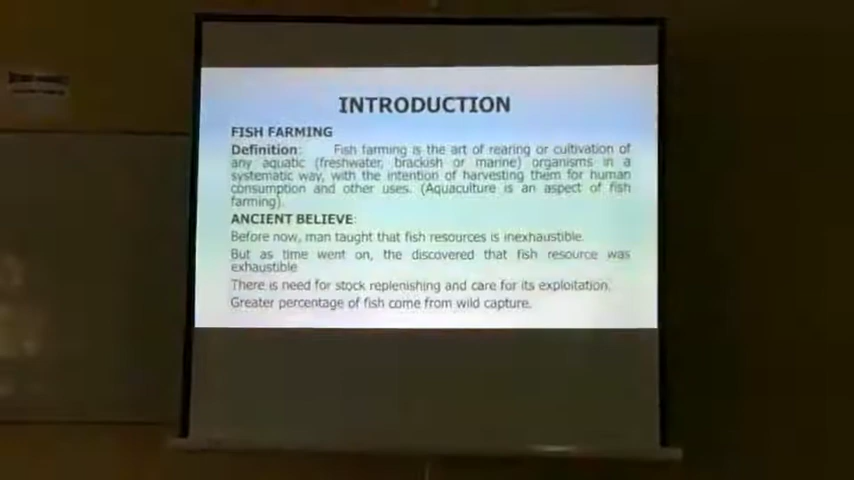 INTRODUCTION
FISH FARMING
Definition: Fish farming is the art of rearing or cultivation of
any aquatic (freshwater, brackish or marine) organisms in a
systematic way, with the intention of harvesting them for human
consumption and other uses. (Aquaculture is an aspect of fish
farming).
ANCIENT BELIEVE:
Before now, man taught that fish resources is inexhaustible.
But as time went on, the discovered that fish resource was
exhaustible
There is need for stock replenishing and care for its exploitation.
Greater percentage of fish come from wild capture.